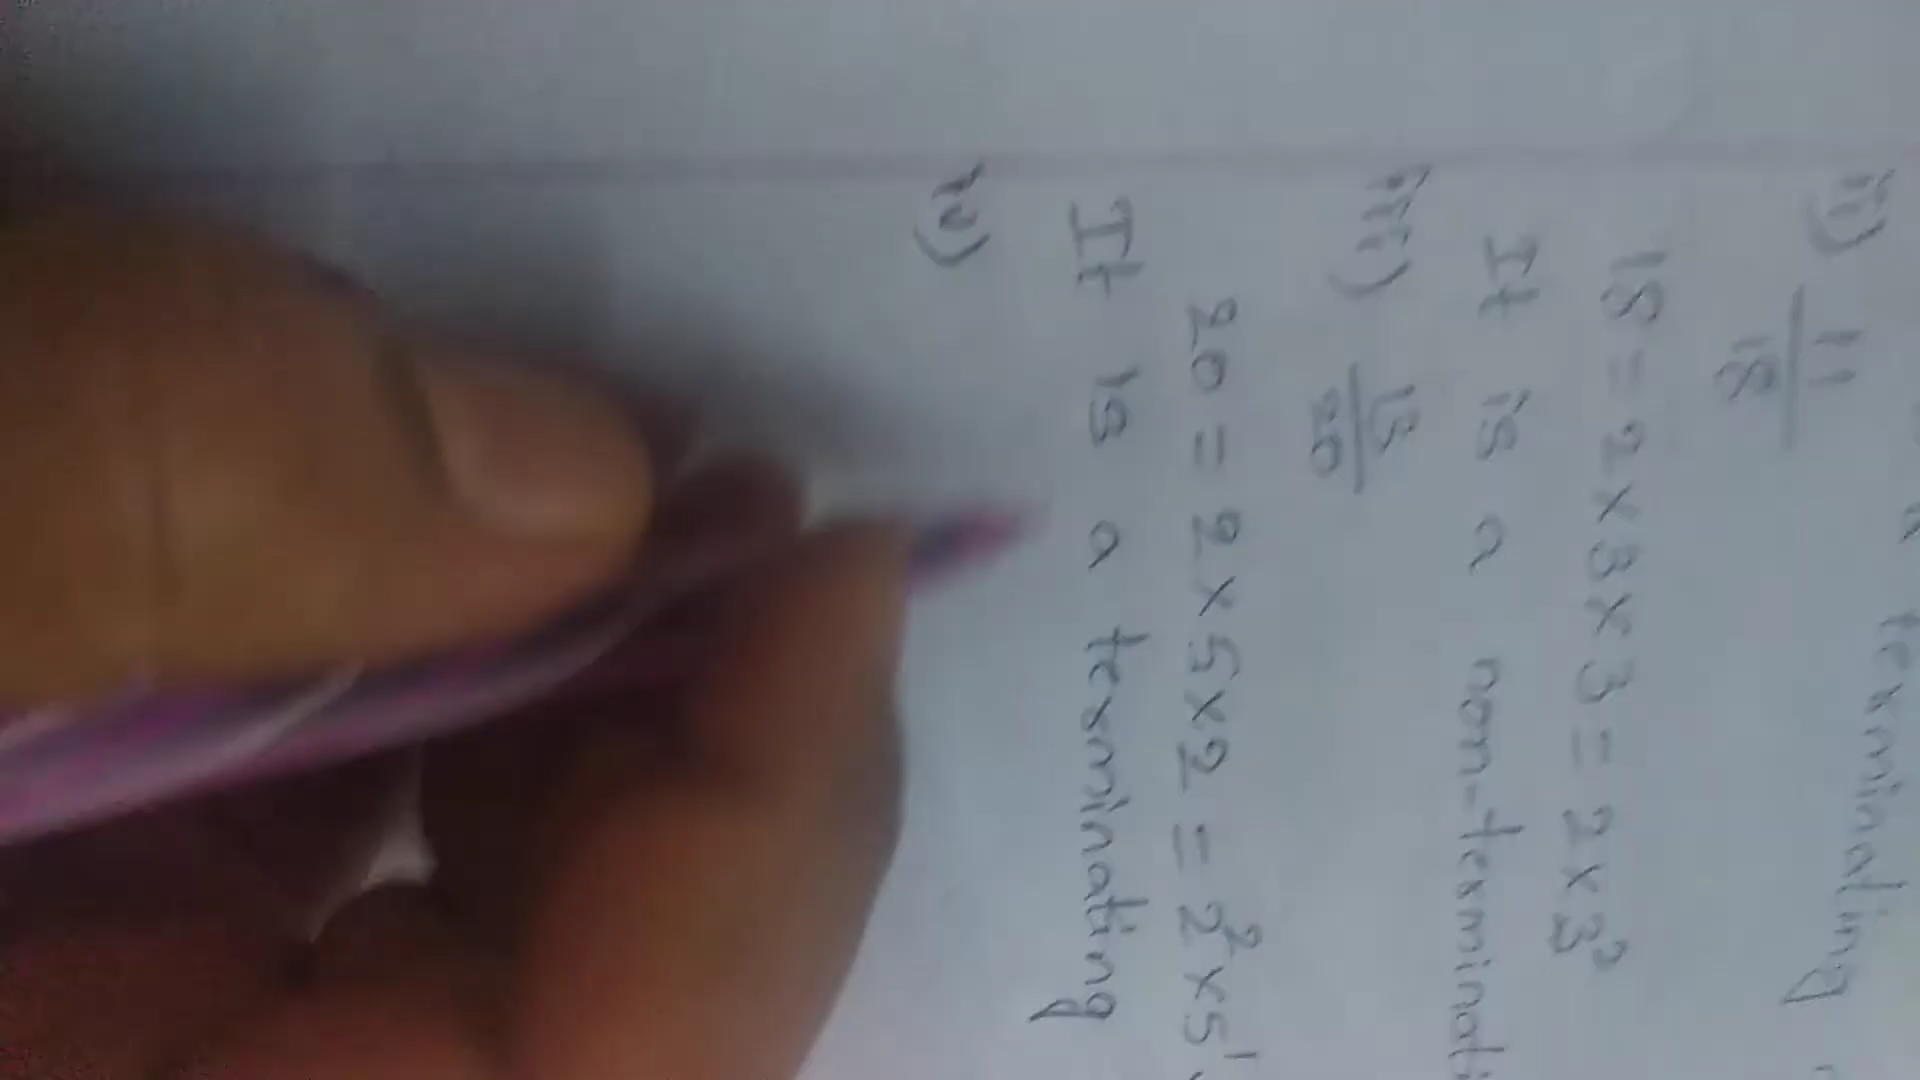 a terminating
ii) 11/18
18 = 2 × 3 × 3 = 2 × 3²
It is a non-terminati
iii) 13/20
20 = 2 × 5 × 2 = 2² × 5¹.
It is a terminating
iv)